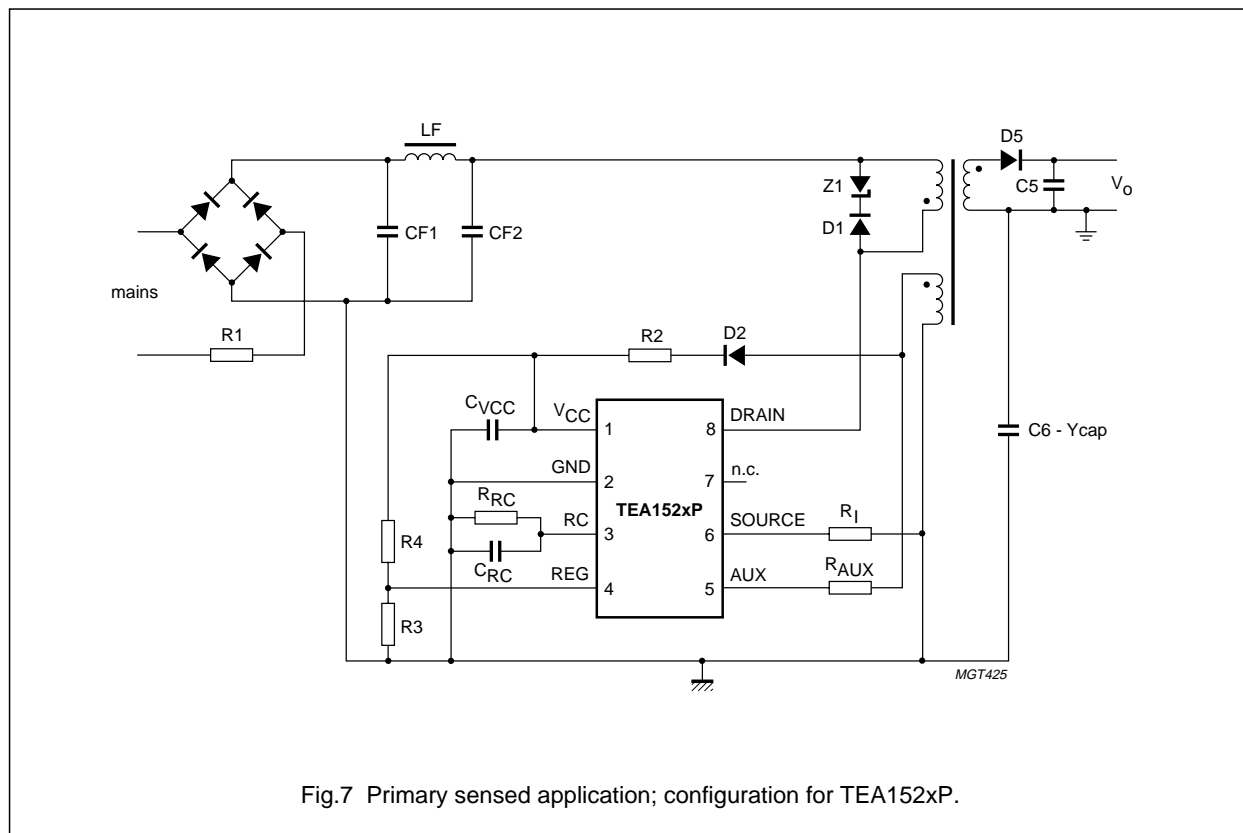 LF
D5
Z1
C5
Vo
CF1
CF2
D1
mains
R1
R2
D2
CVCC
VCC
DRAIN
1
8
C6 - Ycap
GND
n.c.
2
7
RRC
TEA152xP
RC
SOURCE
RI
3
6
R4
CRC
REG
AUX
RAUX
4
5
R3
MGT425
Fig.7 Primary sensed application; configuration for TEA152xP.